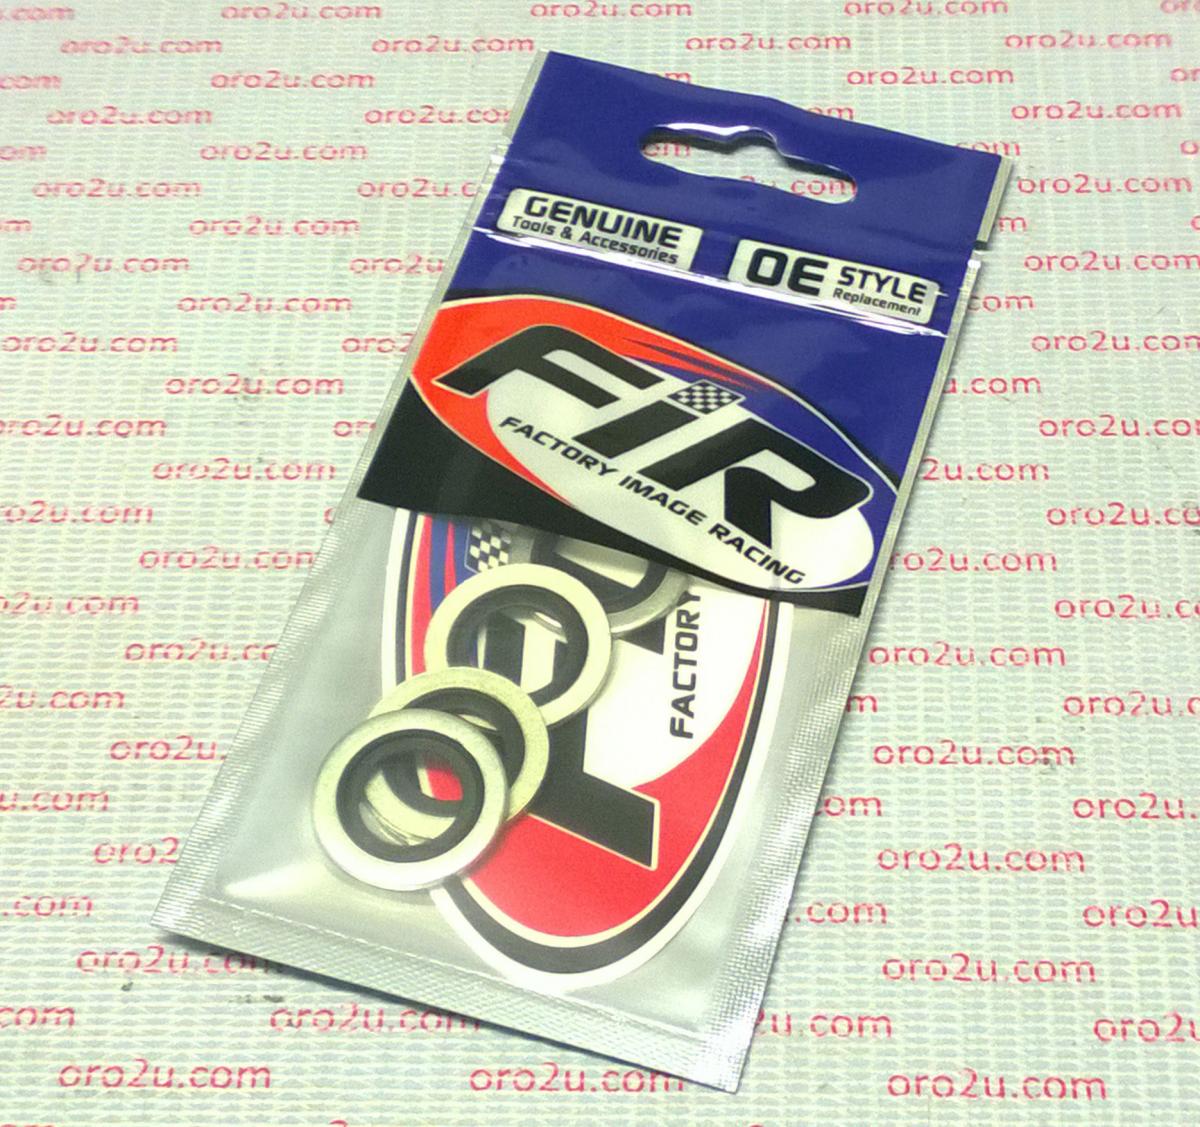 oro2u.com
GENUINE
Tools & Accessories
OE STYLE
Replacement
FiR
FACTORY IMAGE RACING
FACTORY